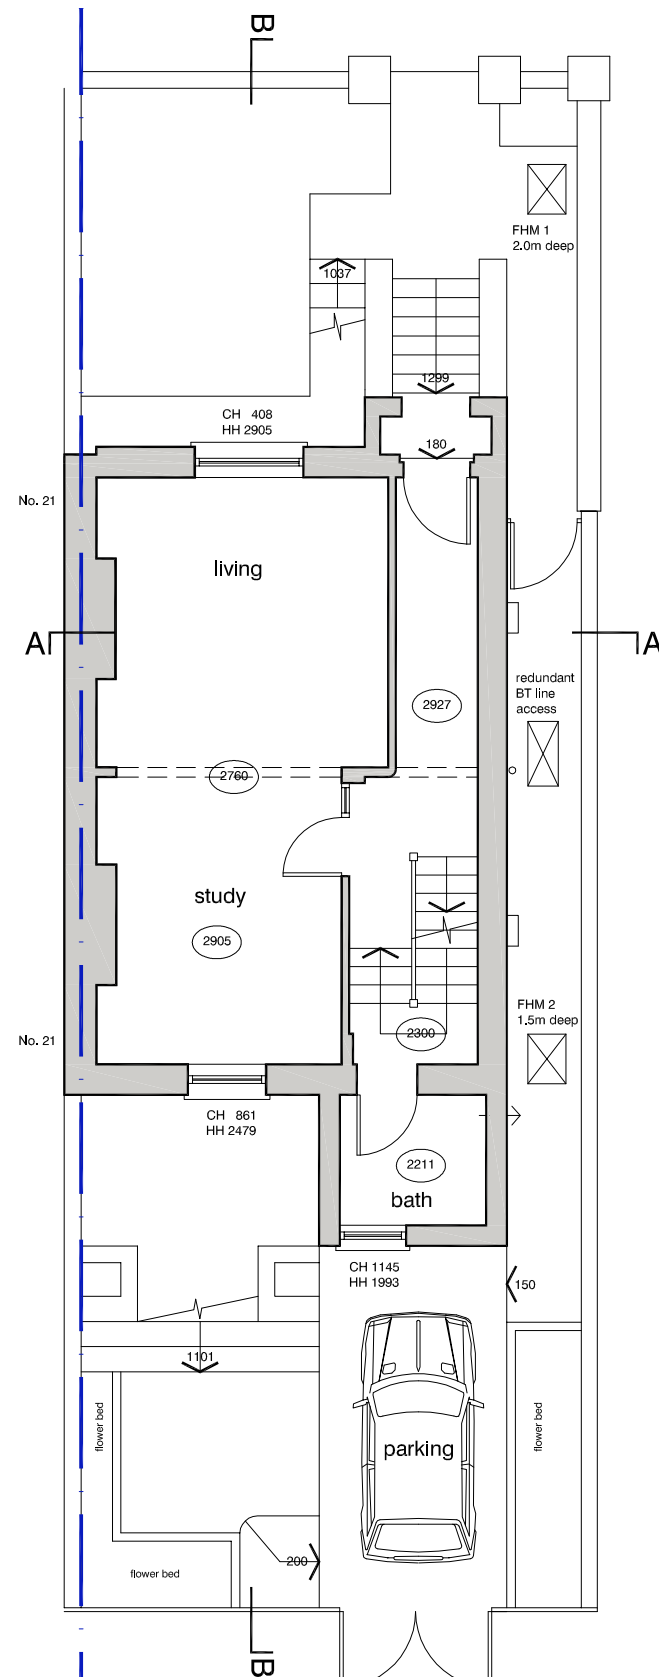 B
FHM 1
2.0m deep
1037
1299
CH 408
HH 2905
180
No. 21
living
A
A
redundant
BT line
access
2927
2760
study
2905
FHM 2
1.5m deep
2300
No. 21
CH 861
HH 2479
2211
bath
CH 1145
HH 1993
150
1101
flower bed
flower bed
parking
200
flower bed
B